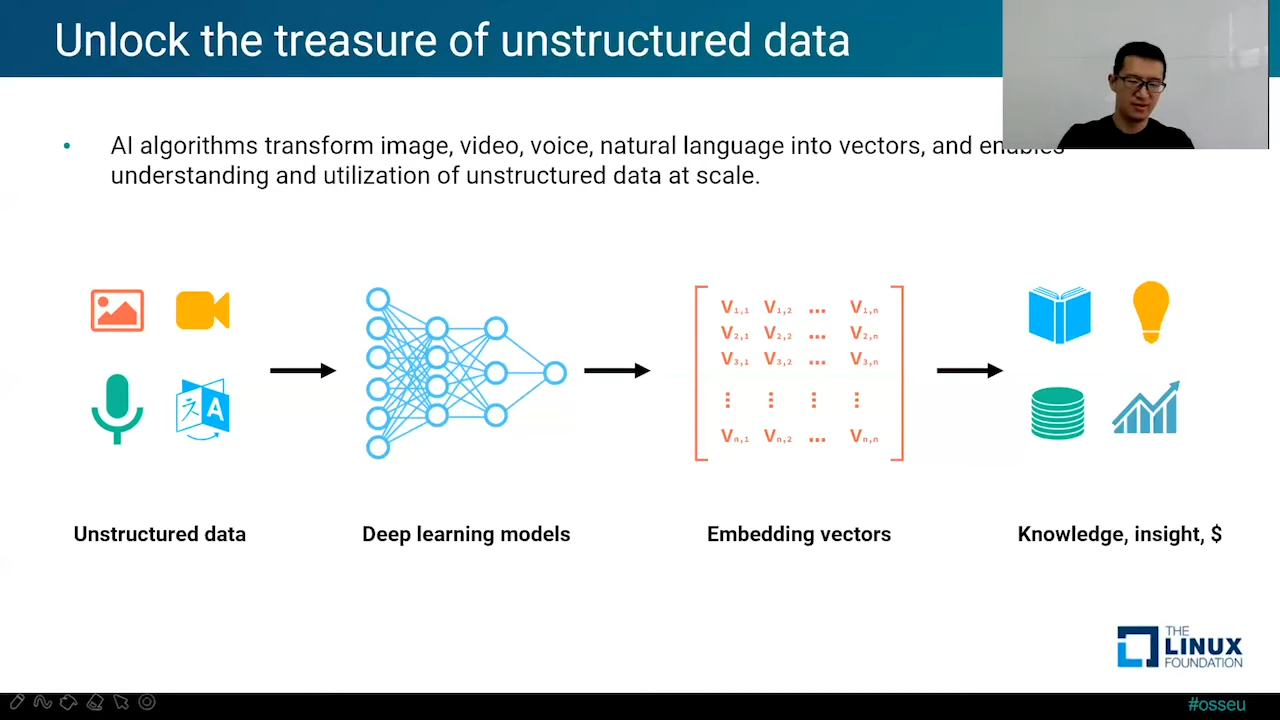 Unlock the treasure of unstructured data
• AI algorithms transform image, video, voice, natural language into vectors, and enables
understanding and utilization of unstructured data at scale.
V1,1 V1,2 ... V1,n
V2,1 V2,2 ... V2,n
V3,1 V3,2 ... V3,n
⋮ ⋮ ⋮ ⋮
Vn,1 Vn,2 ... Vn,n
文 A
Unstructured data
Deep learning models
Embedding vectors
Knowledge, insight, $
THE
LINUX
FOUNDATION
#osseu